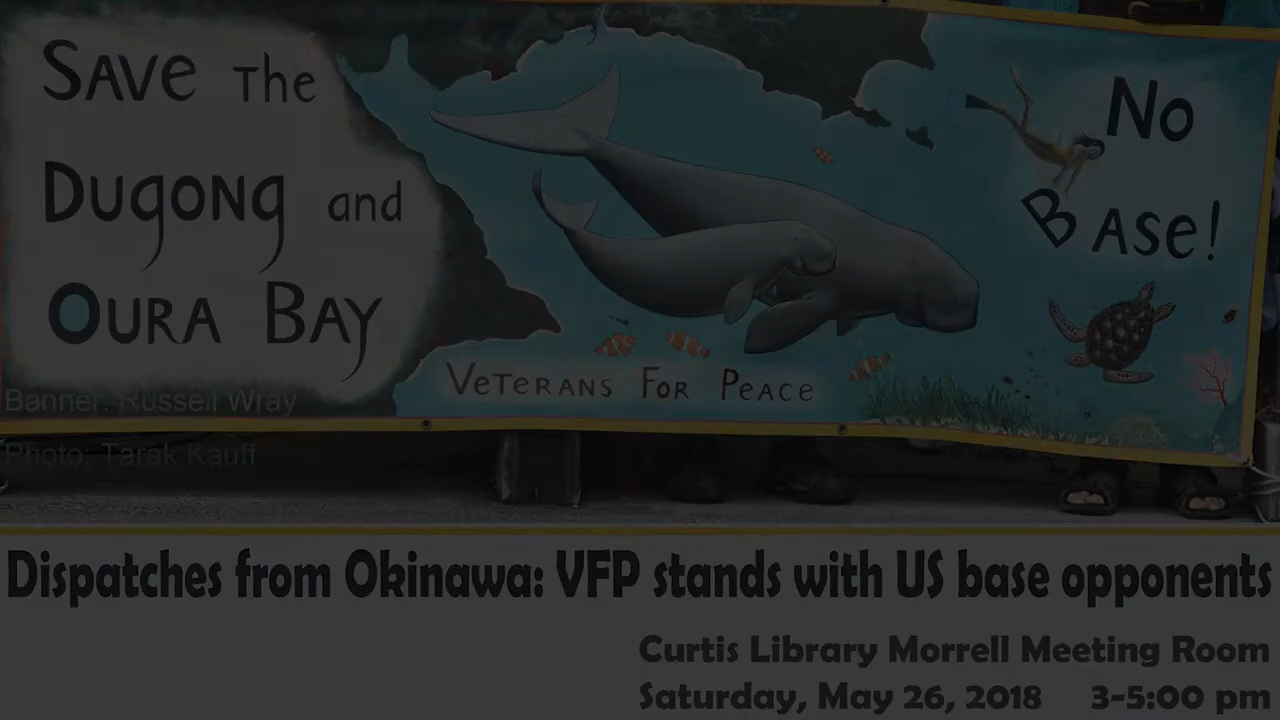 Save The
Dugong and
Oura Bay
No
Base!
Veterans For Peace
Banner: Russell Wray
Photo: Tarak Kauff
Dispatches from Okinawa: VFP stands with US base opponents
Curtis Library Morrell Meeting Room
Saturday, May 26, 2018 3-5:00 pm